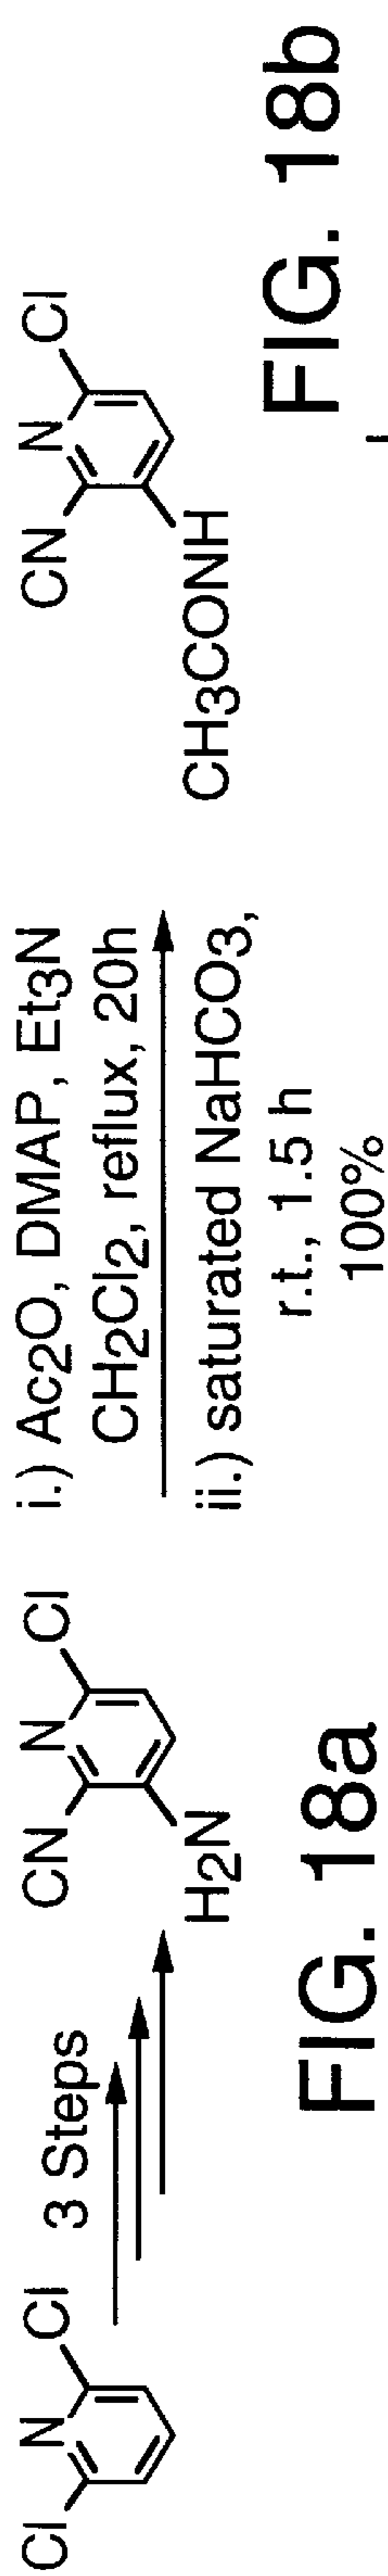 Cl N Cl
3 Steps
CN N Cl
H2N
FIG. 18a
i.) Ac2O, DMAP, Et3N
CH2Cl2, reflux, 20h
ii.) saturated NaHCO3,
r.t., 1.5 h
100%
CN N Cl
CH3CONH
FIG. 18b